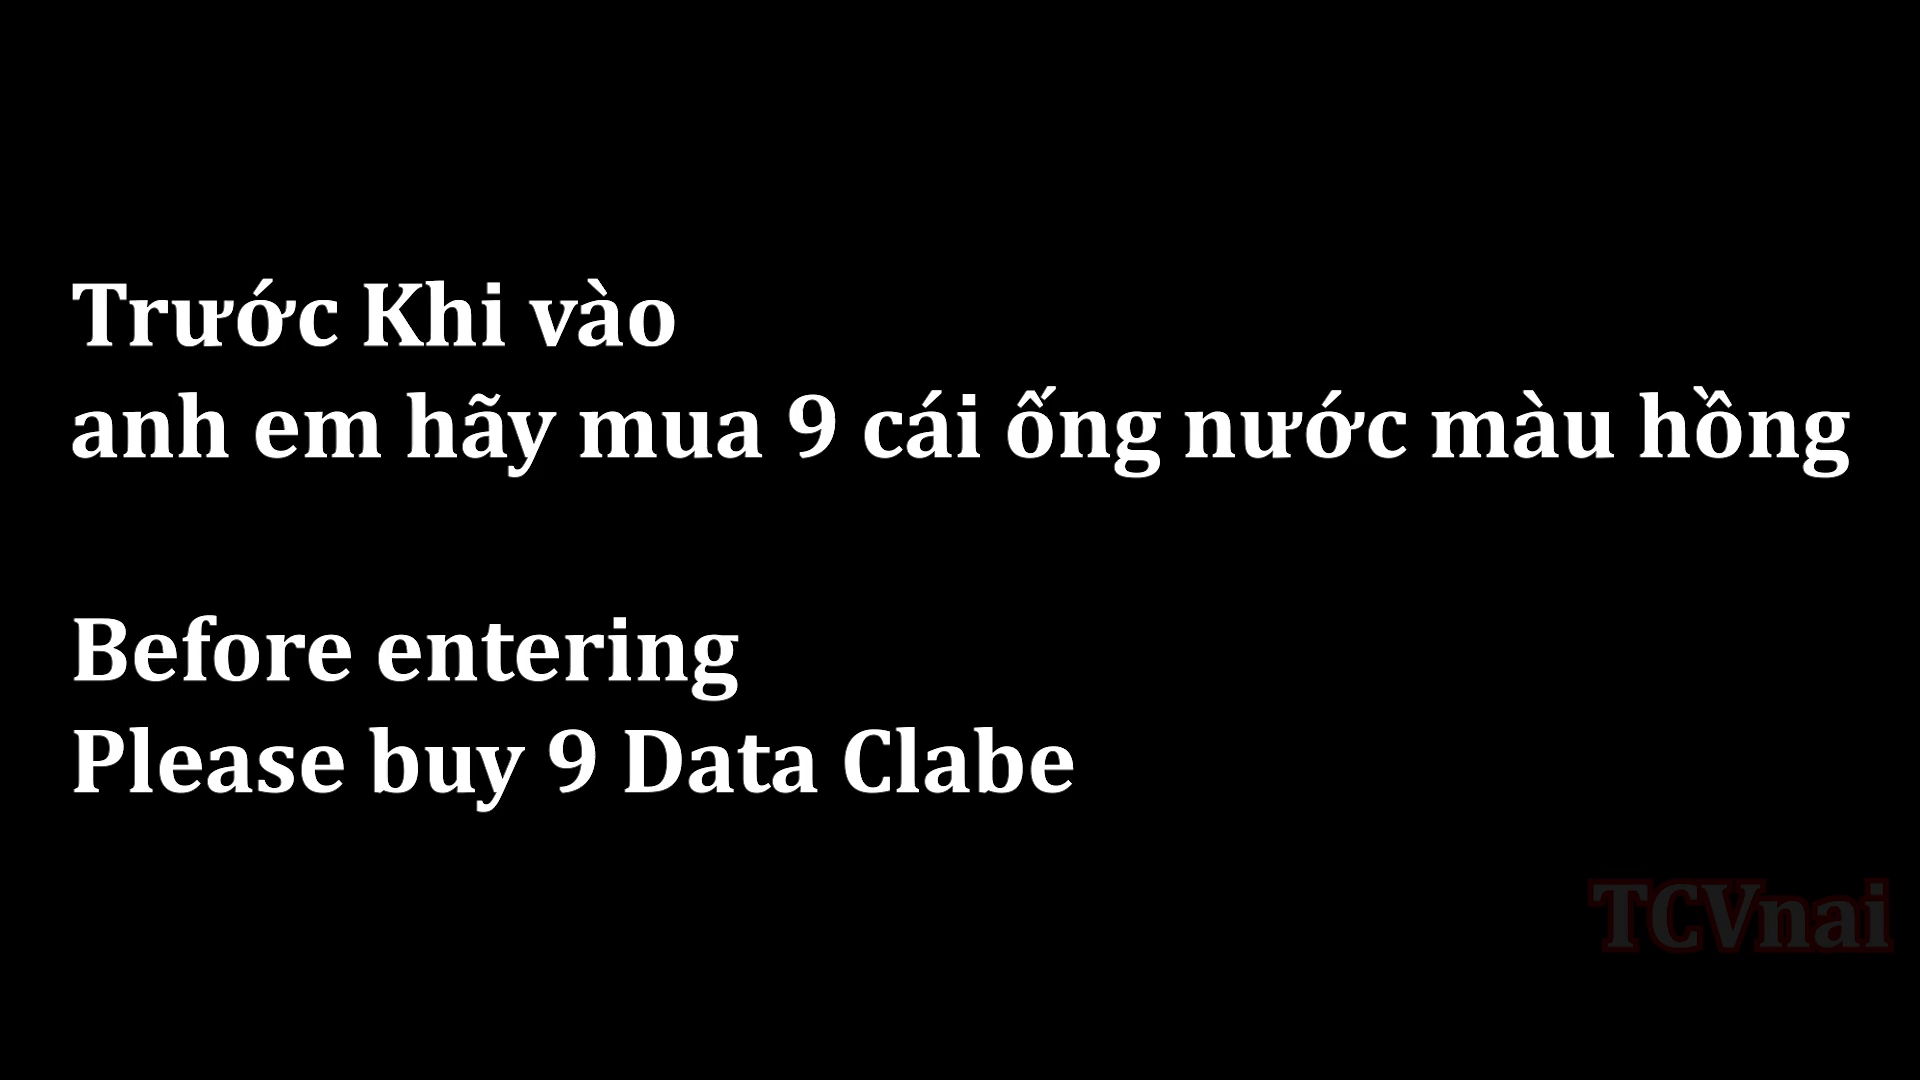 Trước Khi vào
anh em hãy mua 9 cái ống nước màu hồng
Before entering
Please buy 9 Data Clabe
TCVnai